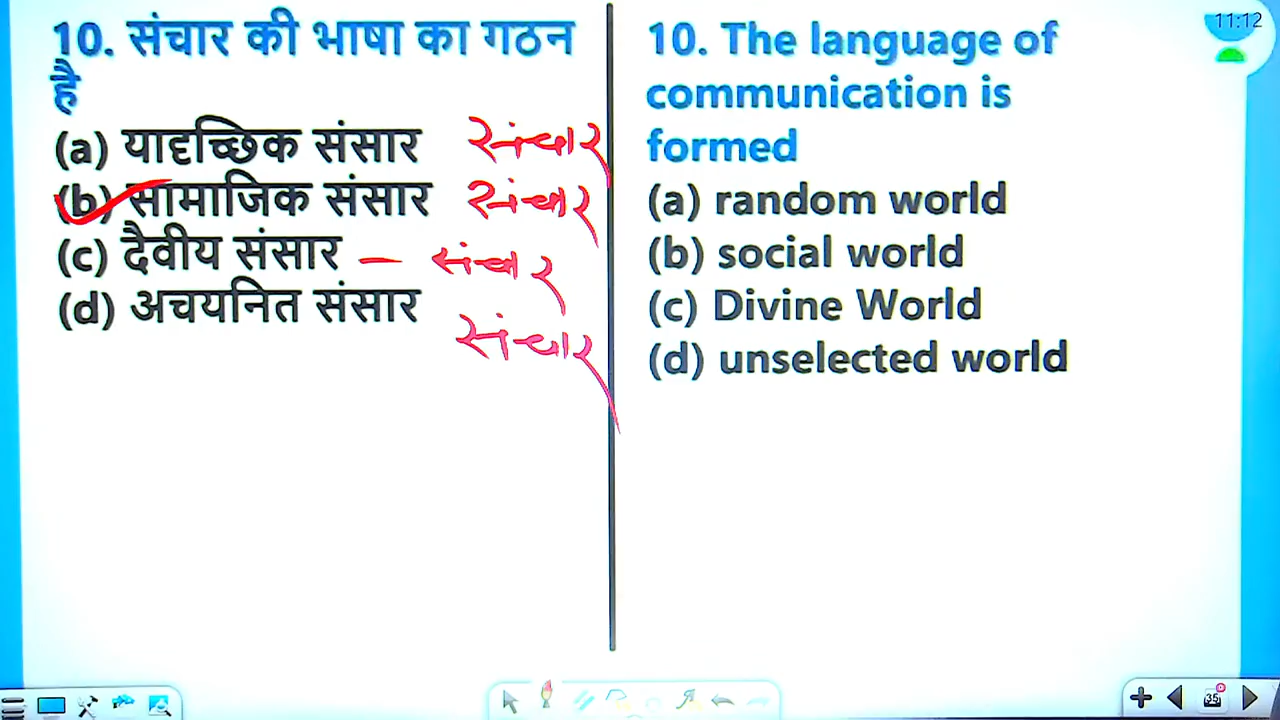 10. संचार की भाषा का गठन
है
(a) यादृच्छिक संसार संचार
(b) सामाजिक संसार संचार
(c) दैवीय संसार – संचार
(d) अचयनित संसार संचार
10. The language of
communication is
formed
(a) random world
(b) social world
(c) Divine World
(d) unselected world
11:12
35